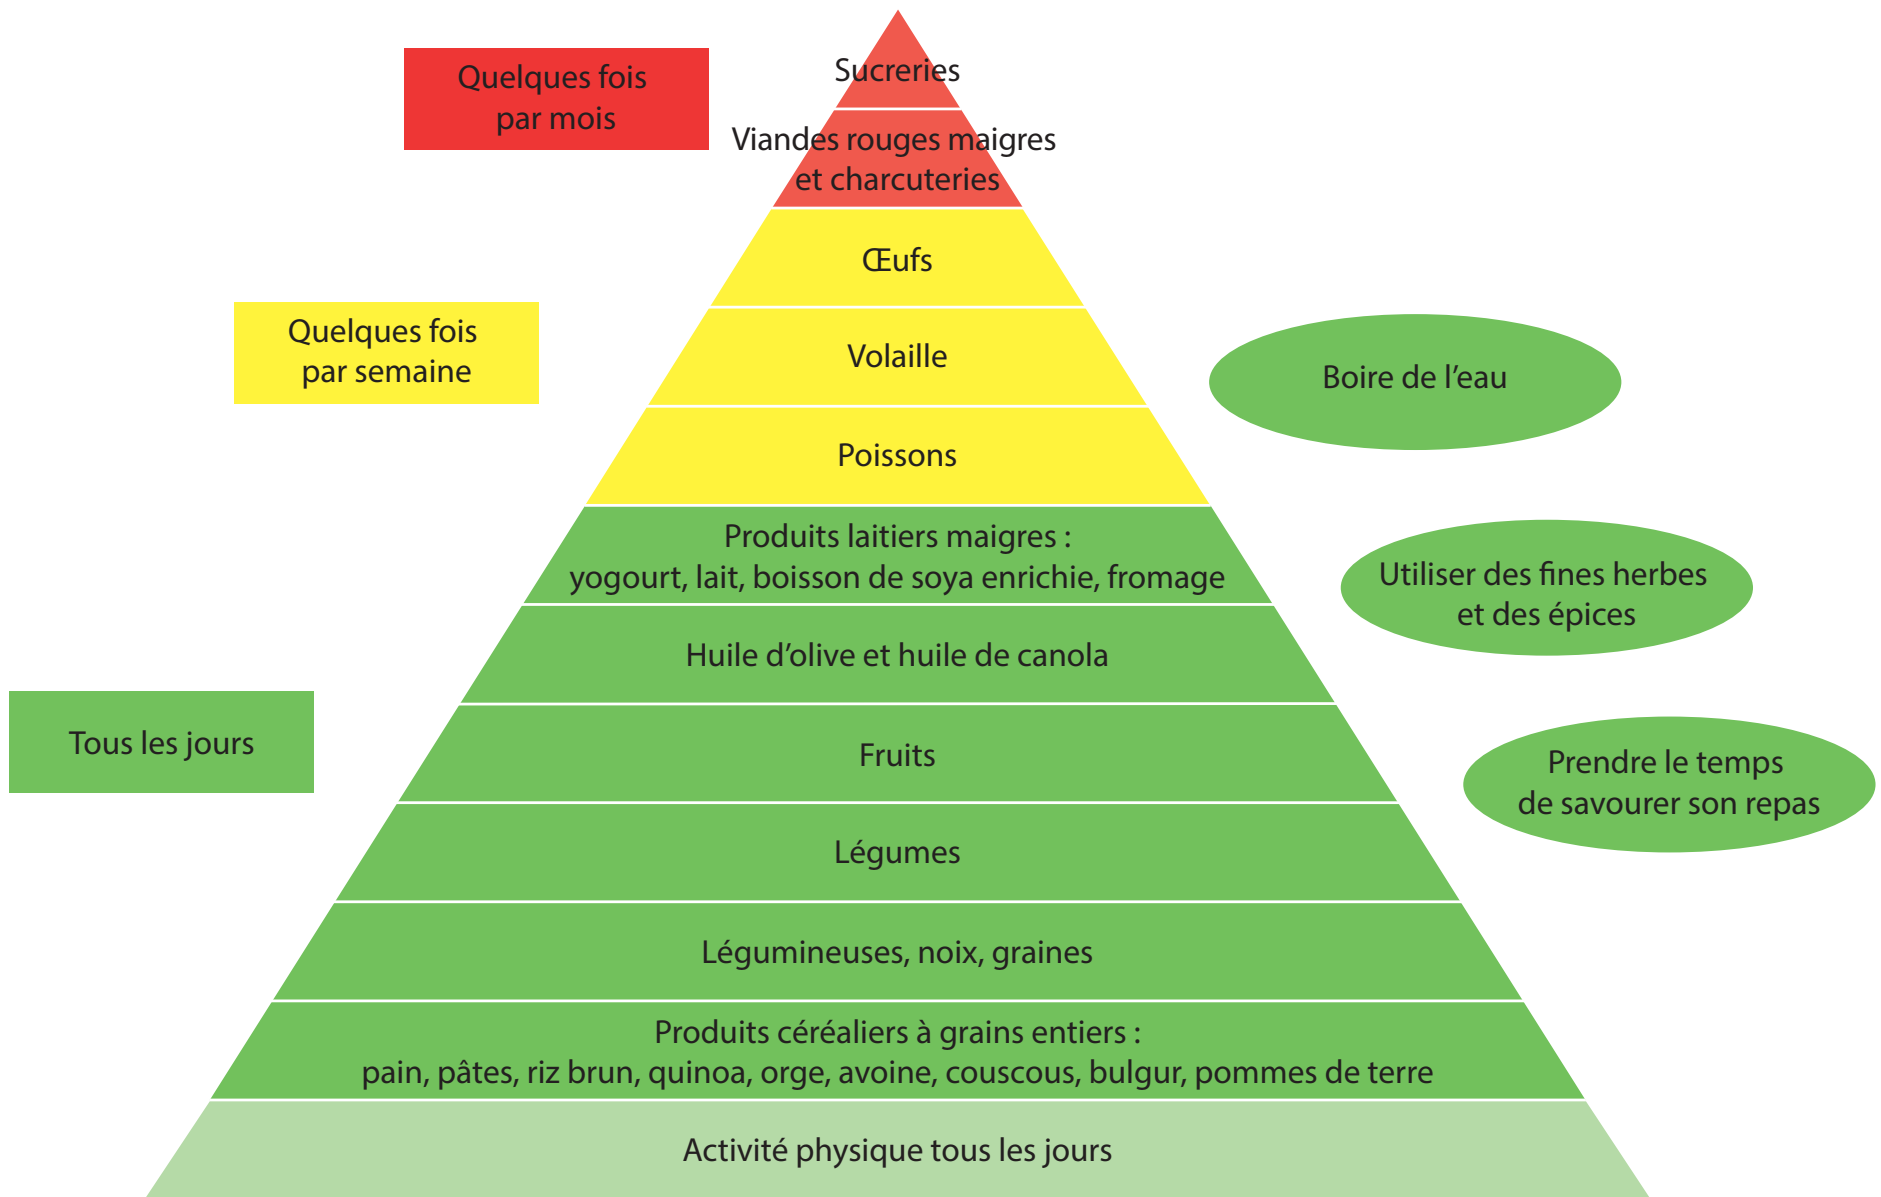 Sucreries
Quelques fois
par mois
Viandes rouges maigres
et charcuteries
Œufs
Quelques fois
par semaine
Volaille
Boire de l’eau
Poissons
Produits laitiers maigres :
yogourt, lait, boisson de soya enrichie, fromage
Utiliser des fines herbes
et des épices
Huile d’olive et huile de canola
Tous les jours
Fruits
Prendre le temps
de savourer son repas
Légumes
Légumineuses, noix, graines
Produits céréaliers à grains entiers :
pain, pâtes, riz brun, quinoa, orge, avoine, couscous, bulgur, pommes de terre
Activité physique tous les jours